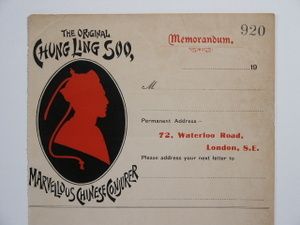 THE ORIGINAL
CHUNG LING SOO,
MARVELLOUS CHINESE CONJURER
Memorandum.
920
19
M
Permanent Address—
72, Waterloo Road,
London, S.E.
Please address your next letter to